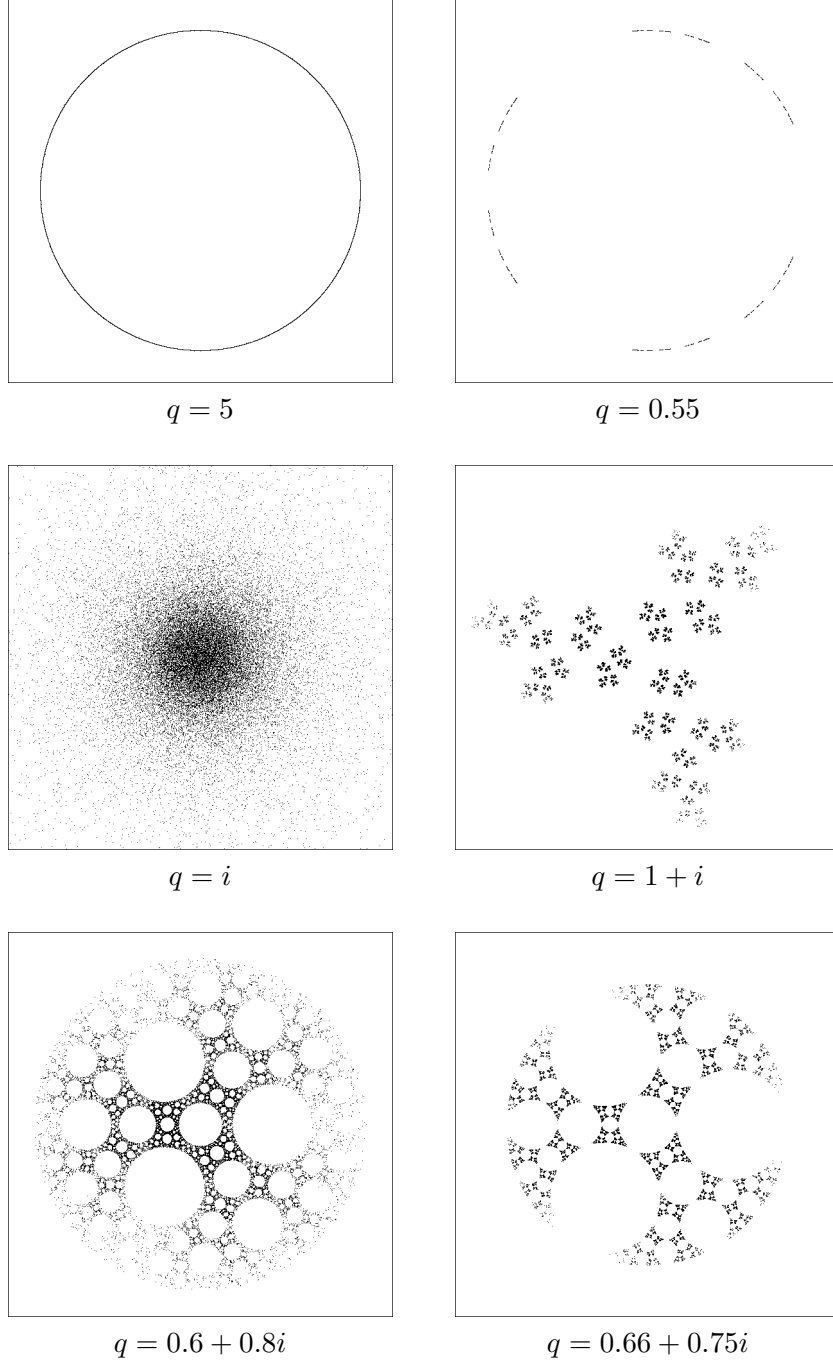 q = 5
q = 0.55
q = i
q = 1 + i
q = 0.6 + 0.8i
q = 0.66 + 0.75i